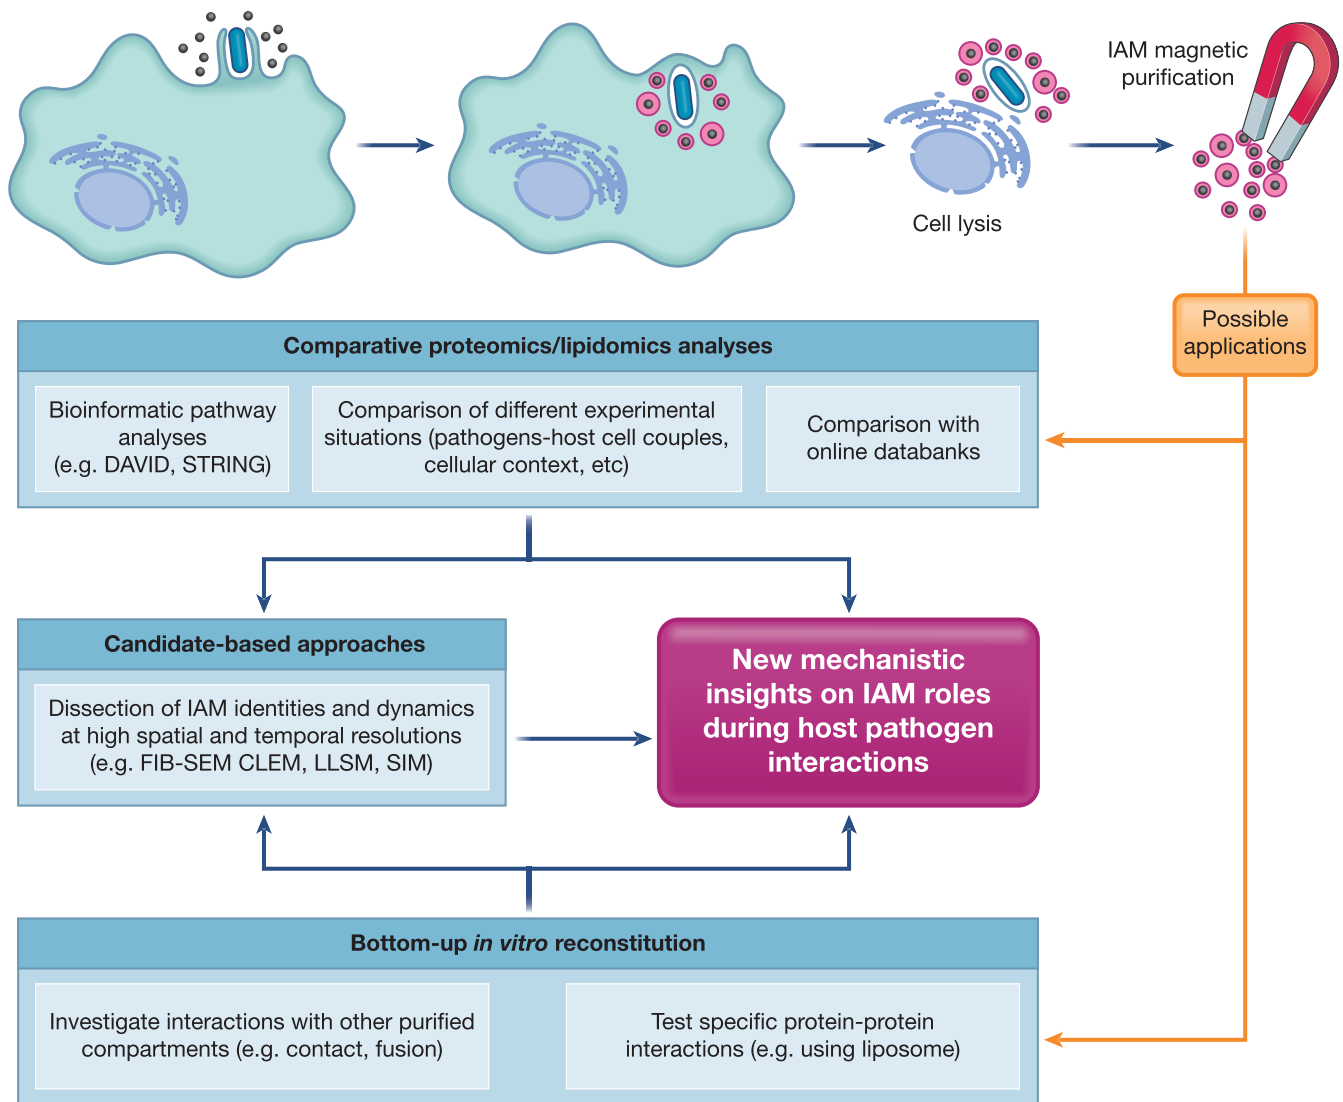 IAM magnetic
purification
Cell lysis
Possible
applications
Comparative proteomics/lipidomics analyses
Bioinformatic pathway
analyses
(e.g. DAVID, STRING)
Comparison of different experimental
situations (pathogens-host cell couples,
cellular context, etc)
Comparison with
online databanks
Candidate-based approaches
Dissection of IAM identities and dynamics
at high spatial and temporal resolutions
(e.g. FIB-SEM CLEM, LLSM, SIM)
New mechanistic
insights on IAM roles
during host pathogen
interactions
Bottom-up in vitro reconstitution
Investigate interactions with other purified
compartments (e.g. contact, fusion)
Test specific protein-protein
interactions (e.g. using liposome)